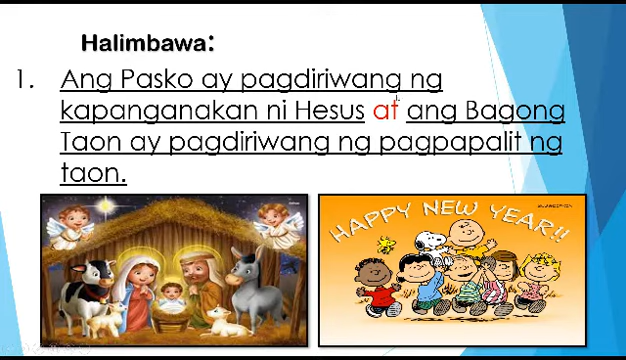 Halimbawa:
1. Ang Pasko ay pagdiriwang ng
kapanganakan ni Hesus at ang Bagong
Taon ay pagdiriwang ng pagpapalit ng
taon.
HAPPY NEW YEAR!!